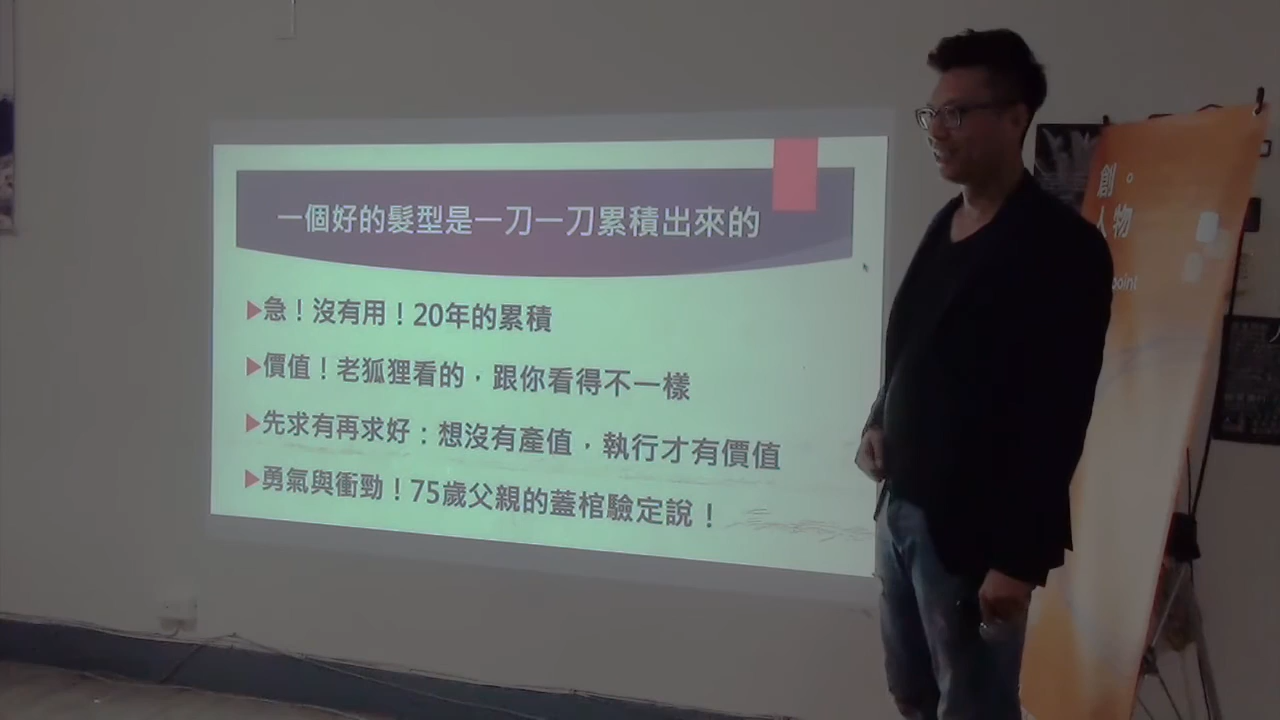 一個好的髮型是一刀一刀累積出來的
▶急！沒有用！20年的累積
▶價值！老狐狸看的，跟你看得不一樣
▶先求有再求好：想沒有產值，執行才有價值
▶勇氣與衝勁！75歲父親的蓋棺驗定說！
創。
人物
point